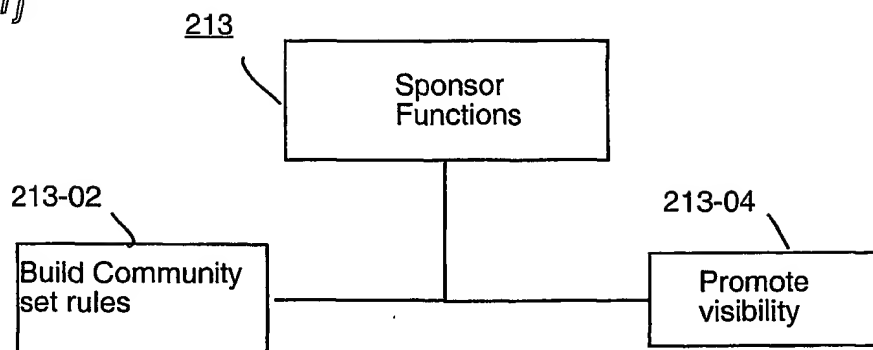 213
Sponsor
Functions
213-02
213-04
Build Community
set rules
Promote
visibility